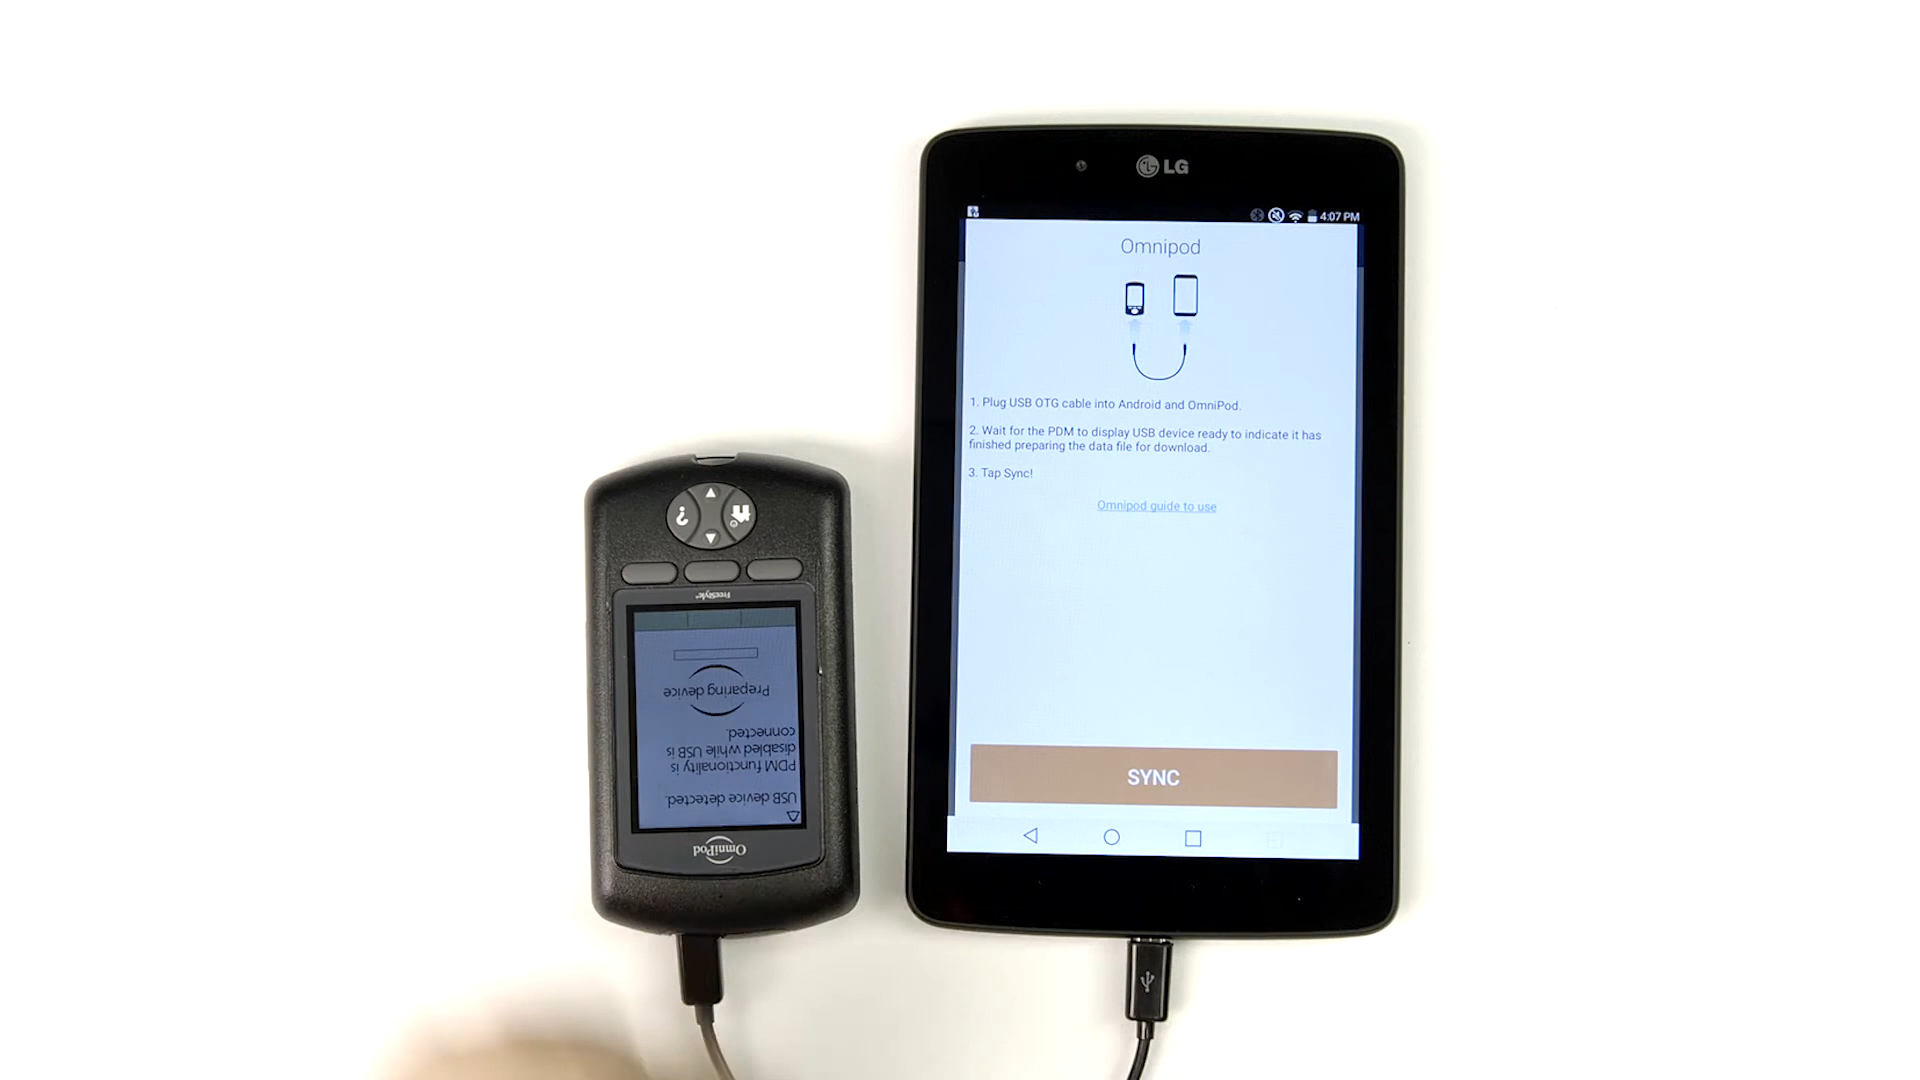 LG
4:07 PM
Omnipod
1. Plug USB OTG cable into Android and OmniPod.
2. Wait for the PDM to display USB device ready to indicate it has
finished preparing the data file for download.
3. Tap Sync!
Omnipod guide to use
SYNC
OmniPod
USB device detected.
PDM functionality is
disabled while USB is
connected.
Preparing device
FreeStyle
?